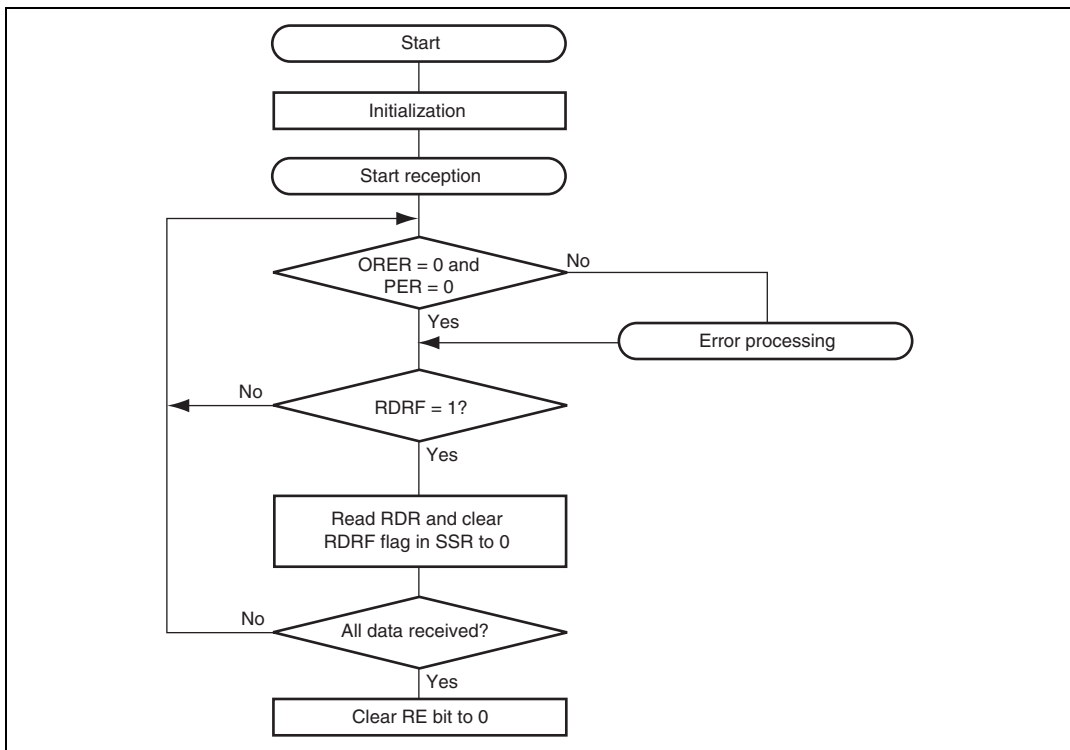 Start
Initialization
Start reception
ORER = 0 and
PER = 0
No
Yes
Error processing
No
RDRF = 1?
Yes
Read RDR and clear
RDRF flag in SSR to 0
No
All data received?
Yes
Clear RE bit to 0